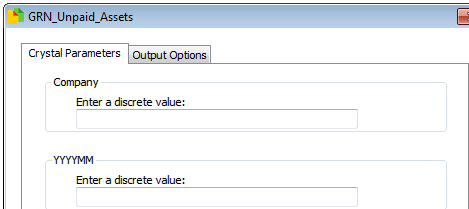 GRN_Unpaid_Assets
Crystal Parameters Output Options
Company
Enter a discrete value:
YYYYMM
Enter a discrete value: